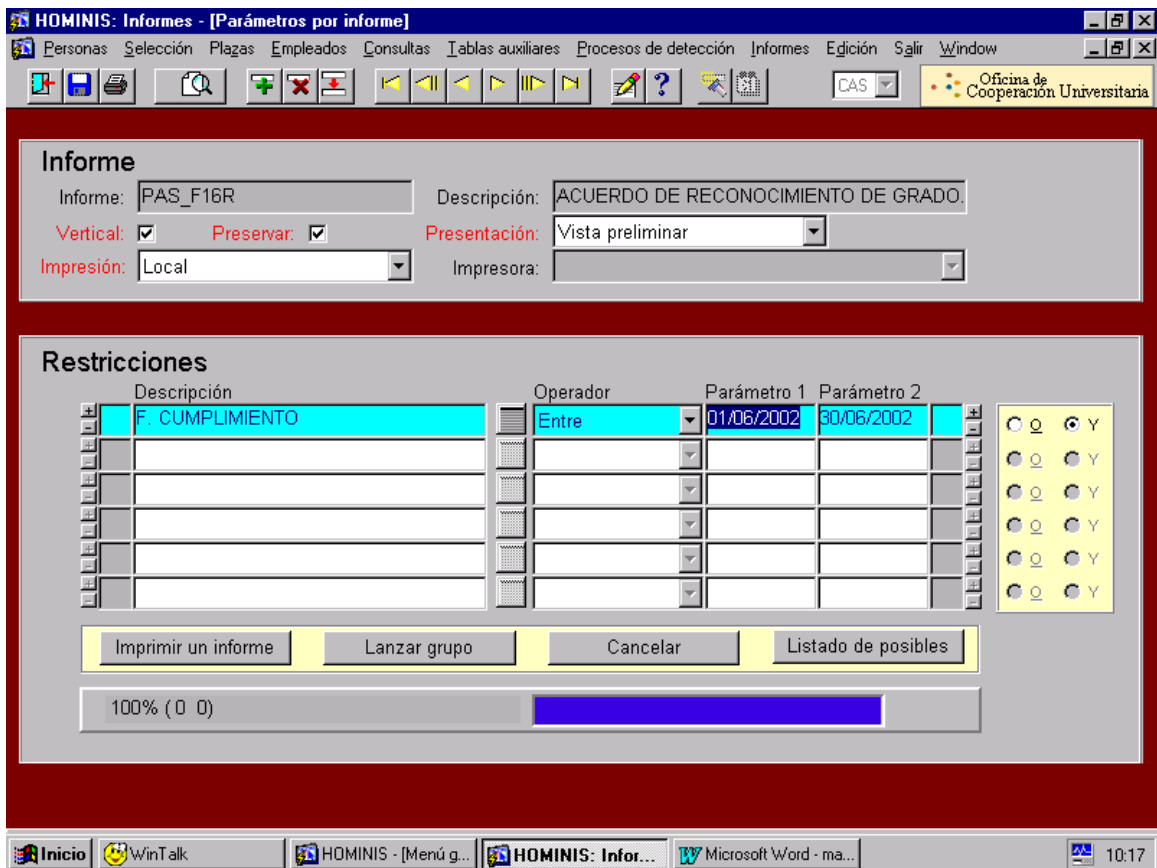 HOMINIS: Informes - [Parámetros por informe]
Personas Selección Plazas Empleados Consultas Tablas auxiliares Procesos de detección Informes Edición Salir Window
CAS
Oficina de
Cooperación Universitaria
Informe
Informe: PAS_F16R Descripción: ACUERDO DE RECONOCIMIENTO DE GRADO.
Vertical: Preservar: Presentación: Vista preliminar
Impresión: Local Impresora:
Restricciones
Descripción Operador Parámetro 1 Parámetro 2
F. CUMPLIMIENTO Entre 01/06/2002 30/06/2002
O Y
O Y
O Y
O Y
O Y
O Y
Imprimir un informe Lanzar grupo Cancelar Listado de posibles
100% ( 0 0)
Inicio WinTalk HOMINIS - [Menú g... HOMINIS: Infor... Microsoft Word - ma... 10:17